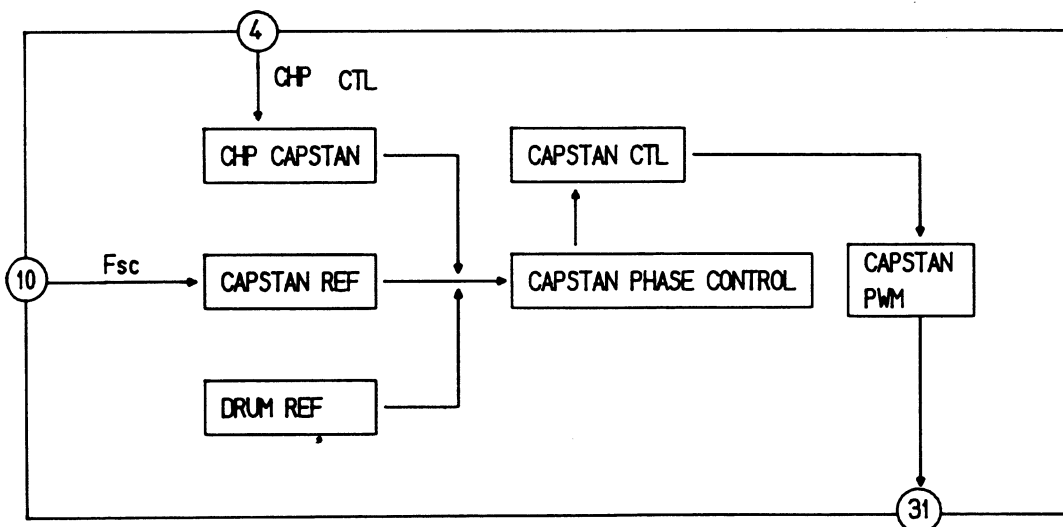 4
CHP CTL
CHP CAPSTAN
CAPSTAN CTL
10
Fsc
CAPSTAN REF
CAPSTAN PHASE CONTROL
CAPSTAN
PWM
DRUM REF
31